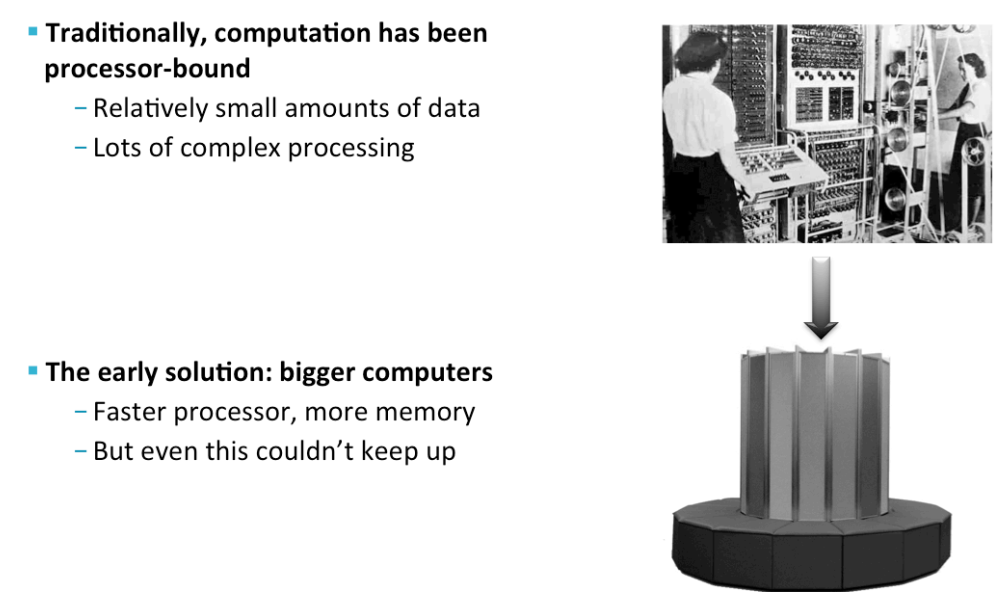 ▪ Traditionally, computation has been
processor-bound
– Relatively small amounts of data
– Lots of complex processing
▪ The early solution: bigger computers
– Faster processor, more memory
– But even this couldn’t keep up